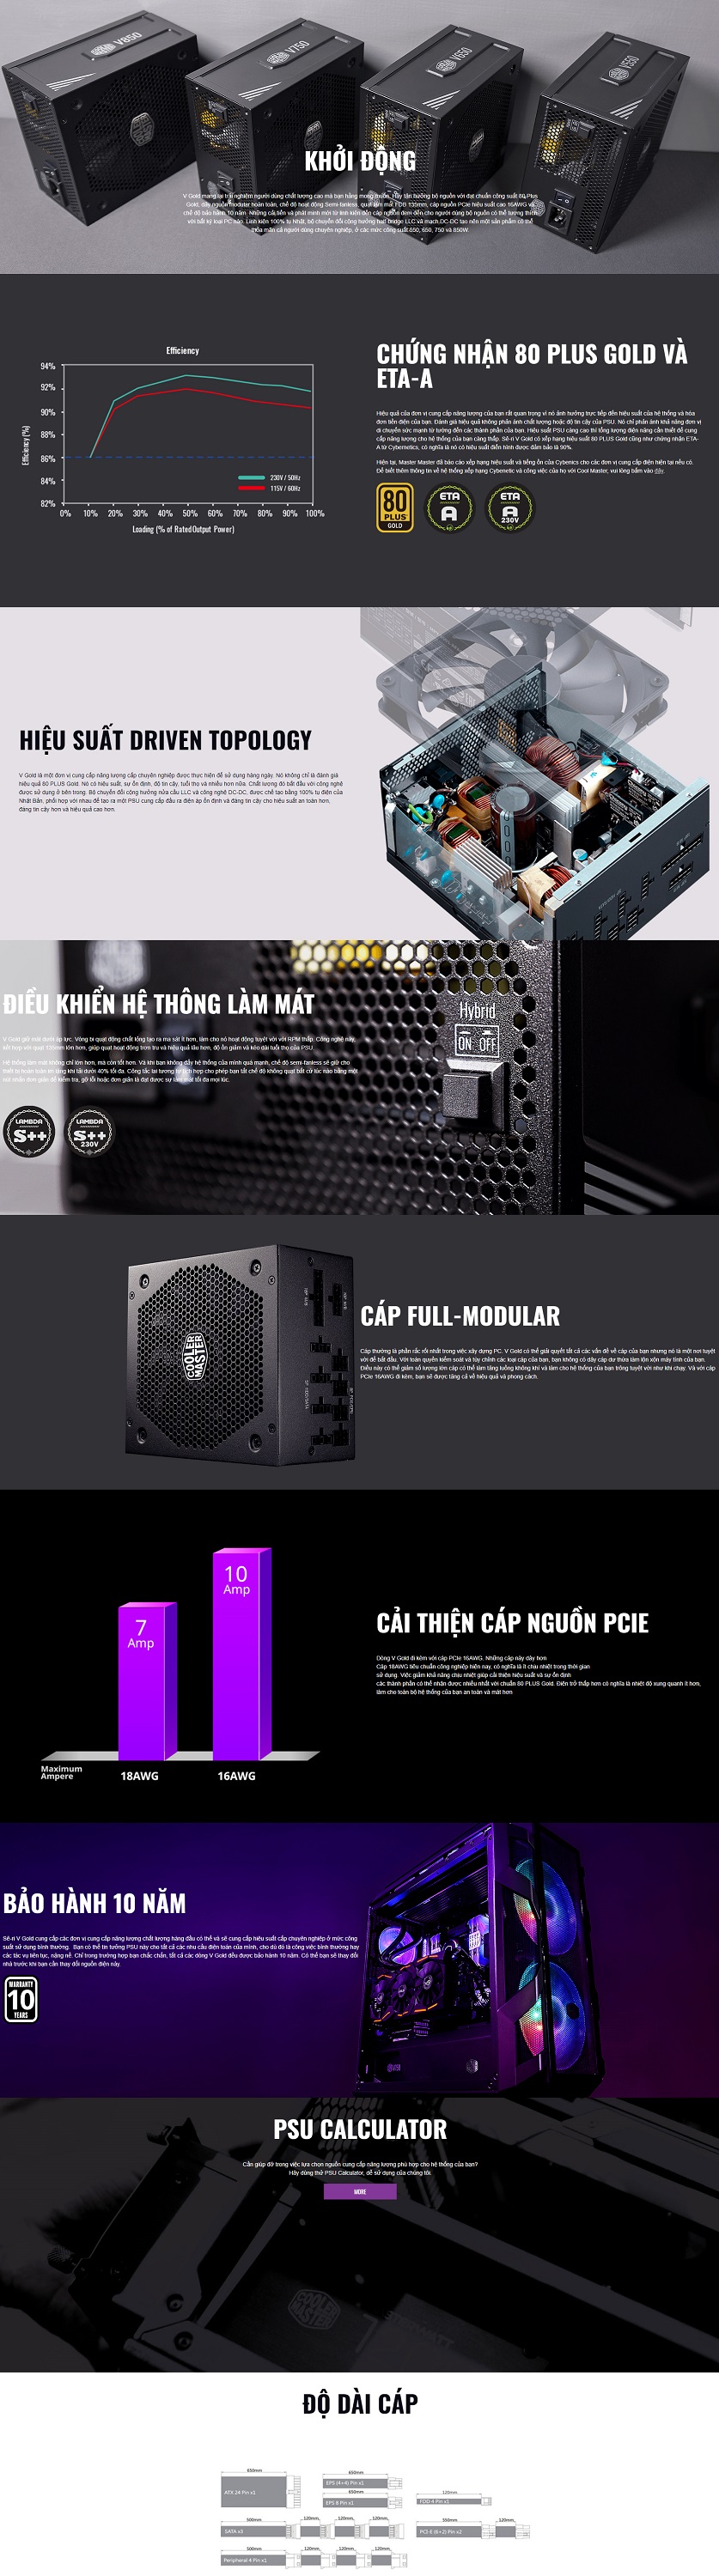 V850
V750
V650
V550
KHỞI ĐỘNG
V Gold mang lại trải nghiệm người dùng chất lượng cao mà bạn hằng mong muốn. Hãy tận hưởng bộ nguồn với đạt chuẩn công suất 80 Plus
Gold, dây nguồn modular hoàn toàn, chế độ hoạt động Semi-fanless, quạt làm mát FDB 135mm, cáp nguồn PCIe hiệu suất cao 16AWG và
chế độ bảo hành 10 năm. Những cải tiến và phát minh mới từ linh kiện đến cáp nguồn đem đến cho người dùng bộ nguồn có thể tương thích
với bất kỳ loại PC nào. Linh kiện 100% từ Nhật, bộ chuyển đổi cộng hưởng half bridge LLC và mạch DC-DC tạo nên một sản phẩm có thể
thỏa mãn cả người dùng chuyên nghiệp, ở các mức công suất 550, 650, 750 và 850W.
Efficiency
94%
92%
90%
88%
86%
84%
82%
Efficiency (%)
230V / 50Hz
115V / 60Hz
0% 10% 20% 30% 40% 50% 60% 70% 80% 90% 100%
Loading (% of RatedOutput Power)
CHỨNG NHẬN 80 PLUS GOLD VÀ
ETA-A
Hiệu quả của đơn vị cung cấp năng lượng của bạn rất quan trọng vì nó ảnh hưởng trực tiếp đến hiệu suất của hệ thống và hóa
đơn tiền điện của bạn. Đánh giá hiệu quả không phản ánh chất lượng hoặc độ tin cậy của PSU. Nó chỉ phản ánh khả năng đơn vị
di chuyển sức mạnh từ tường đến các thành phần của bạn. Hiệu suất PSU càng cao thì tổng lượng điện năng cần thiết để cung
cấp năng lượng cho hệ thống của bạn càng thấp. Sê-ri V Gold có xếp hạng hiệu suất 80 PLUS Gold cũng như chứng nhận ETA-
A từ Cybernetics, có nghĩa là nó có hiệu suất điển hình được đảm bảo là 90%.
Hiện tại, Master Master đã báo cáo xếp hạng hiệu suất và tiếng ồn của Cybenics cho các đơn vị cung cấp điện hiện tại nếu có.
Để biết thêm thông tin về hệ thống xếp hạng Cybenetic và công việc của họ với Cool Master, vui lòng bấm vào đây.
80
PLUS
GOLD
ETA
A
ETA
A
230V
HIỆU SUẤT DRIVEN TOPOLOGY
V Gold là một đơn vị cung cấp năng lượng cấp chuyên nghiệp được thực hiện để sử dụng hàng ngày. Nó không chỉ là đánh giá
hiệu quả 80 PLUS Gold. Nó có hiệu suất, sự ổn định, độ tin cậy, tuổi thọ và nhiều hơn nữa. Chất lượng đó bắt đầu với công nghệ
được sử dụng ở bên trong. Bộ chuyển đổi cộng hưởng nửa cầu LLC và công nghệ DC-DC, được chế tạo bằng 100% tụ điện của
Nhật Bản, phối hợp với nhau để tạo ra một PSU cung cấp đầu ra điện áp ổn định và đáng tin cậy cho hiệu suất an toàn hơn,
đáng tin cậy hơn và hiệu quả cao hơn.
ĐIỀU KHIỂN HỆ THỐNG LÀM MÁT
V Gold giữ mát dưới áp lực. Vòng bi quạt động chất lỏng tạo ra ma sát ít hơn, làm cho nó hoạt động tuyệt vời với RPM thấp. Công nghệ này,
kết hợp với quạt 135mm lớn hơn, giúp quạt hoạt động trơn tru và hiệu quả lâu hơn, độ ồn giảm và kéo dài tuổi thọ của PSU.
Hệ thống làm mát không chỉ lớn hơn, mà còn tốt hơn. Và khi bạn không đẩy hệ thống của mình quá mạnh, chế độ semi-fanless sẽ giữ cho
thiết bị hoàn toàn im lặng khi tải dưới 40% tối đa. Công tắc lai tương tự tích hợp cho phép bạn tắt chế độ không quạt bất cứ lúc nào bằng một
nút nhấn đơn giản để kiểm tra, gỡ lỗi hoặc đơn giản là đạt được sự làm mát tối đa mọi lúc.
LAMBDA
S++
LAMBDA
S++
230V
Hybrid
ON OFF
COOLER
MASTER
CÁP FULL-MODULAR
Cáp thường là phần rắc rối nhất trong việc xây dựng PC. V Gold có thể giải quyết tất cả các vấn đề về cáp của bạn nhưng nó là một nơi tuyệt
vời để bắt đầu. Với toàn quyền kiểm soát và tùy chỉnh các loại cáp của bạn, bạn không có dây cáp dư thừa làm lộn xộn máy tính của bạn.
Điều này có thể giảm số lượng lớn cáp có thể làm tăng luồng không khí và làm cho hệ thống của bạn trông tuyệt vời như khi chạy. Và với cáp
PCIe 16AWG đi kèm, bạn sẽ được tăng cả về hiệu quả và phong cách.
10
Amp
7
Amp
Maximum
Ampere
18AWG
16AWG
CẢI THIỆN CÁP NGUỒN PCIE
Dòng V Gold đi kèm với cáp PCIe 16AWG. Những cáp này dày hơn
Cáp 18AWG tiêu chuẩn công nghiệp hiện nay, có nghĩa là ít chịu nhiệt trong thời gian
sử dụng. Việc giảm khả năng chịu nhiệt giúp cải thiện hiệu suất và sự ổn định
các thành phần có thể nhận được nhiều nhất với chuẩn 80 PLUS Gold. Điện trở thấp hơn có nghĩa là nhiệt độ xung quanh ít hơn,
làm cho toàn bộ hệ thống của bạn an toàn và mát hơn
BẢO HÀNH 10 NĂM
Sê-ri V Gold cung cấp các đơn vị cung cấp năng lượng chất lượng hàng đầu có thể và sẽ cung cấp hiệu suất cấp chuyên nghiệp ở mức công
suất sử dụng bình thường. Bạn có thể tin tưởng PSU này cho tất cả các nhu cầu điện toán của mình, cho dù đó là công việc bình thường hay
các tác vụ liên tục, nặng nề. Chỉ trong trường hợp bạn chắc chắn, tất cả các dòng V Gold đều được bảo hành 10 năm. Có thể bạn sẽ thay đổi
nhà trước khi bạn cần thay đổi nguồn điện này.
WARRANTY
10
YEARS
PSU CALCULATOR
Cần giúp đỡ trong việc lựa chọn nguồn cung cấp năng lượng phù hợp cho hệ thống của bạn?
Hãy dùng thử PSU Calculator, dễ sử dụng của chúng tôi.
MORE
COOLER
MASTER
ĐỘ DÀI CÁP
650mm
ATX 24 Pin x1
650mm
EPS (4+4) Pin x1
650mm
EPS 8 Pin x1
120mm
FDD 4 Pin x1
500mm 120mm 120mm 120mm
SATA x3
550mm 120mm
PCI-E (6+2) Pin x2
500mm 120mm 120mm 120mm
Peripheral 4 Pin x1